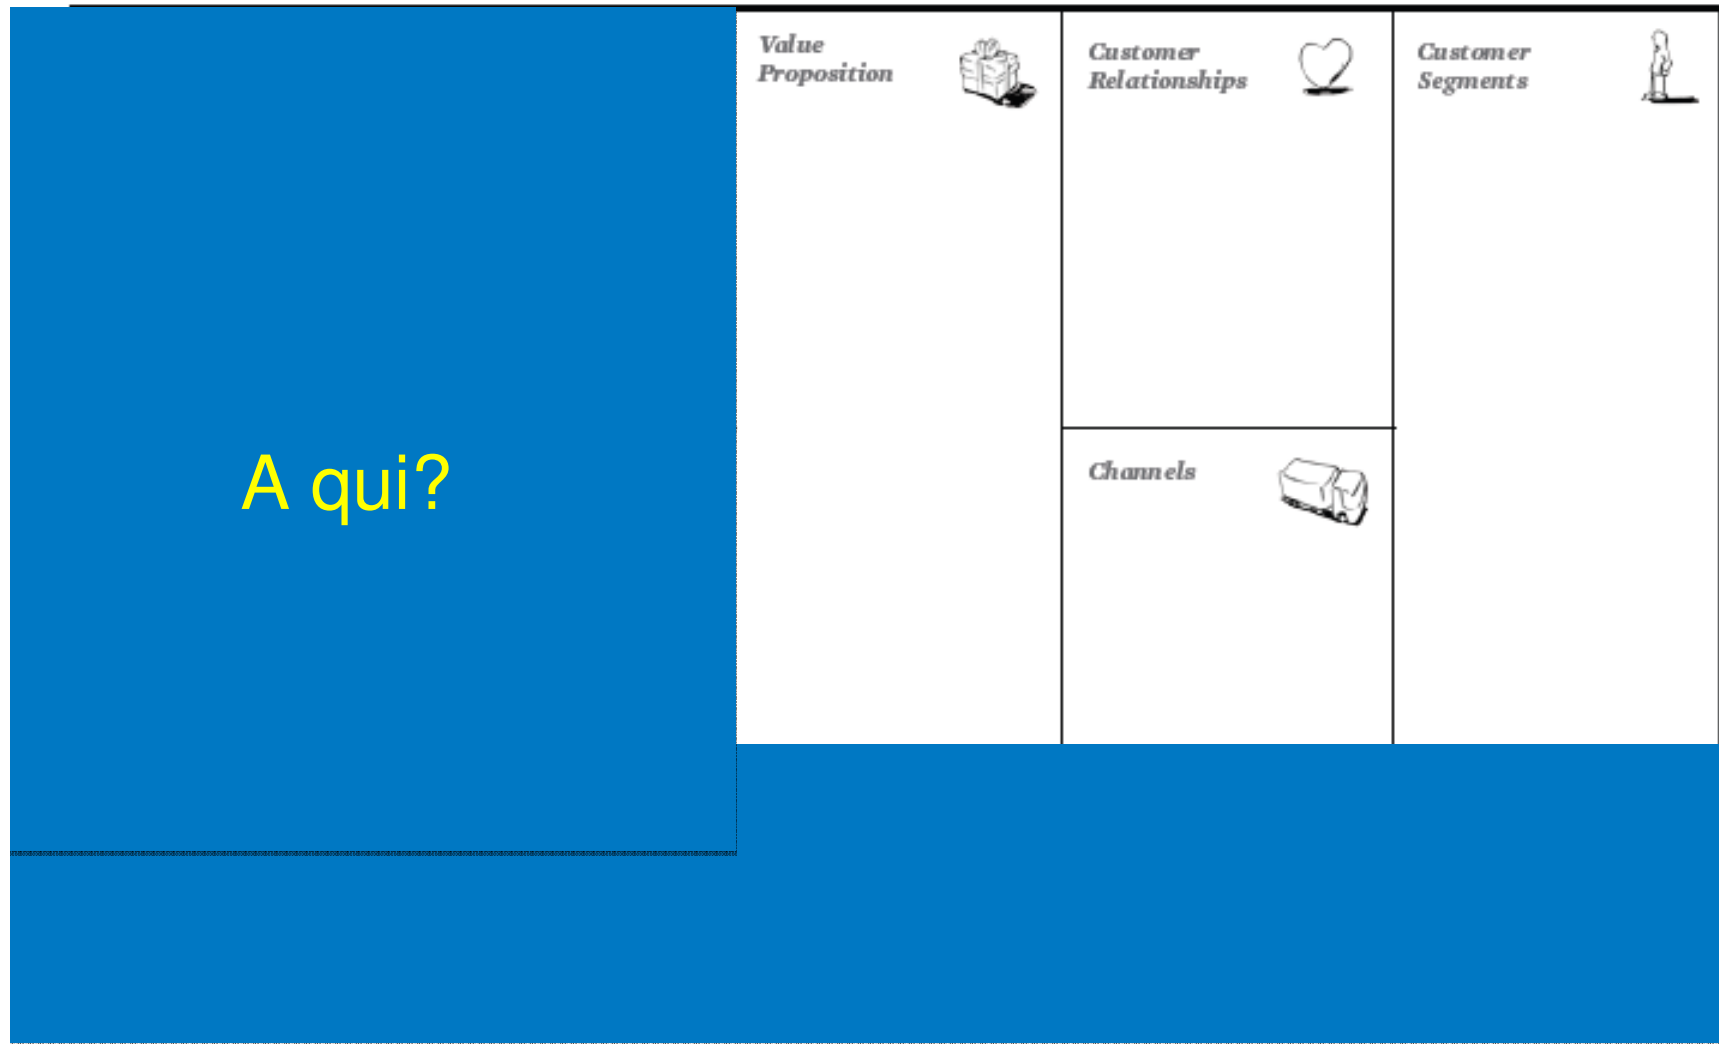 Value
Proposition
Customer
Relationships
Customer
Segments
A qui?
Channels